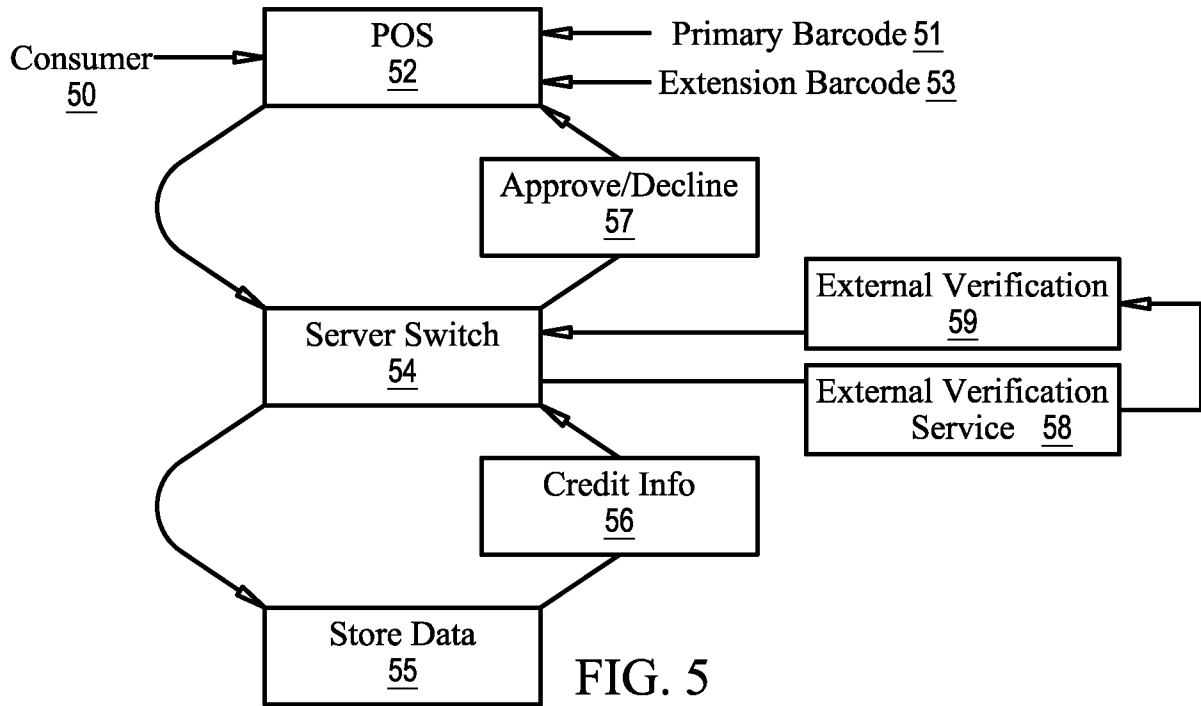 POS
52
Primary Barcode 51
Consumer
50
Extension Barcode 53
Approve/Decline
57
External Verification
59
Server Switch
54
External Verification
Service 58
Credit Info
56
Store Data
55
FIG. 5